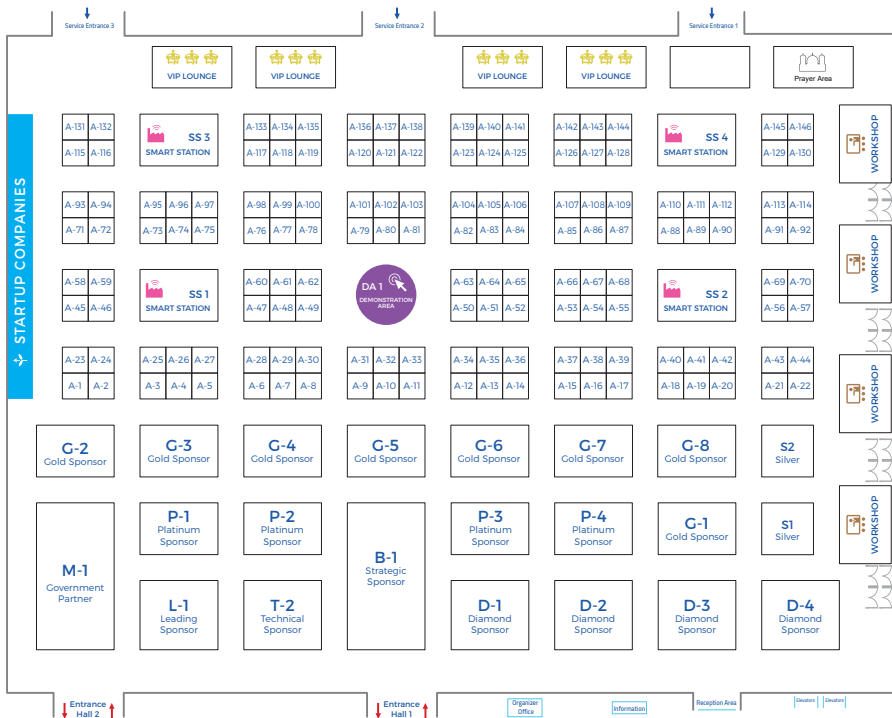 Service Entrance 3
Service Entrance 2
Service Entrance 1
VIP LOUNGE
VIP LOUNGE
VIP LOUNGE
VIP LOUNGE
Prayer Area
STARTUP COMPANIES
A-131 A-132
SS 3
SMART STATION
A-133 A-134 A-135
A-136 A-137 A-138
A-139 A-140 A-141
A-142 A-143 A-144
SS 4
SMART STATION
A-145 A-146
A-115 A-116
A-117 A-118 A-119
A-120 A-121 A-122
A-123 A-124 A-125
A-126 A-127 A-128
A-129 A-130
WORKSHOP
A-93 A-94
A-95 A-96 A-97
A-98 A-99 A-100
A-101 A-102 A-103
A-104 A-105 A-106
A-107 A-108 A-109
A-110 A-111 A-112
A-113 A-114
A-71 A-72
A-73 A-74 A-75
A-76 A-77 A-78
A-79 A-80 A-81
A-82 A-83 A-84
A-85 A-86 A-87
A-88 A-89 A-90
A-91 A-92
WORKSHOP
A-58 A-59
SS 1
SMART STATION
A-60 A-61 A-62
DA 1
DEMONSTRATION
AREA
A-63 A-64 A-65
A-66 A-67 A-68
SS 2
SMART STATION
A-69 A-70
A-45 A-46
A-47 A-48 A-49
A-50 A-51 A-52
A-53 A-54 A-55
A-56 A-57
A-23 A-24
A-25 A-26 A-27
A-28 A-29 A-30
A-31 A-32 A-33
A-34 A-35 A-36
A-37 A-38 A-39
A-40 A-41 A-42
A-43 A-44
A-1 A-2
A-3 A-4 A-5
A-6 A-7 A-8
A-9 A-10 A-11
A-12 A-13 A-14
A-15 A-16 A-17
A-18 A-19 A-20
A-21 A-22
WORKSHOP
G-2
Gold Sponsor
G-3
Gold Sponsor
G-4
Gold Sponsor
G-5
Gold Sponsor
G-6
Gold Sponsor
G-7
Gold Sponsor
G-8
Gold Sponsor
S2
Silver
M-1
Government
Partner
P-1
Platinum
Sponsor
P-2
Platinum
Sponsor
B-1
Strategic
Sponsor
P-3
Platinum
Sponsor
P-4
Platinum
Sponsor
G-1
Gold Sponsor
S1
Silver
WORKSHOP
L-1
Leading
Sponsor
T-2
Technical
Sponsor
D-1
Diamond
Sponsor
D-2
Diamond
Sponsor
D-3
Diamond
Sponsor
D-4
Diamond
Sponsor
Entrance
Hall 2
Entrance
Hall 1
Organizer
Office
Information
Reception Area
Elevators
Elevators